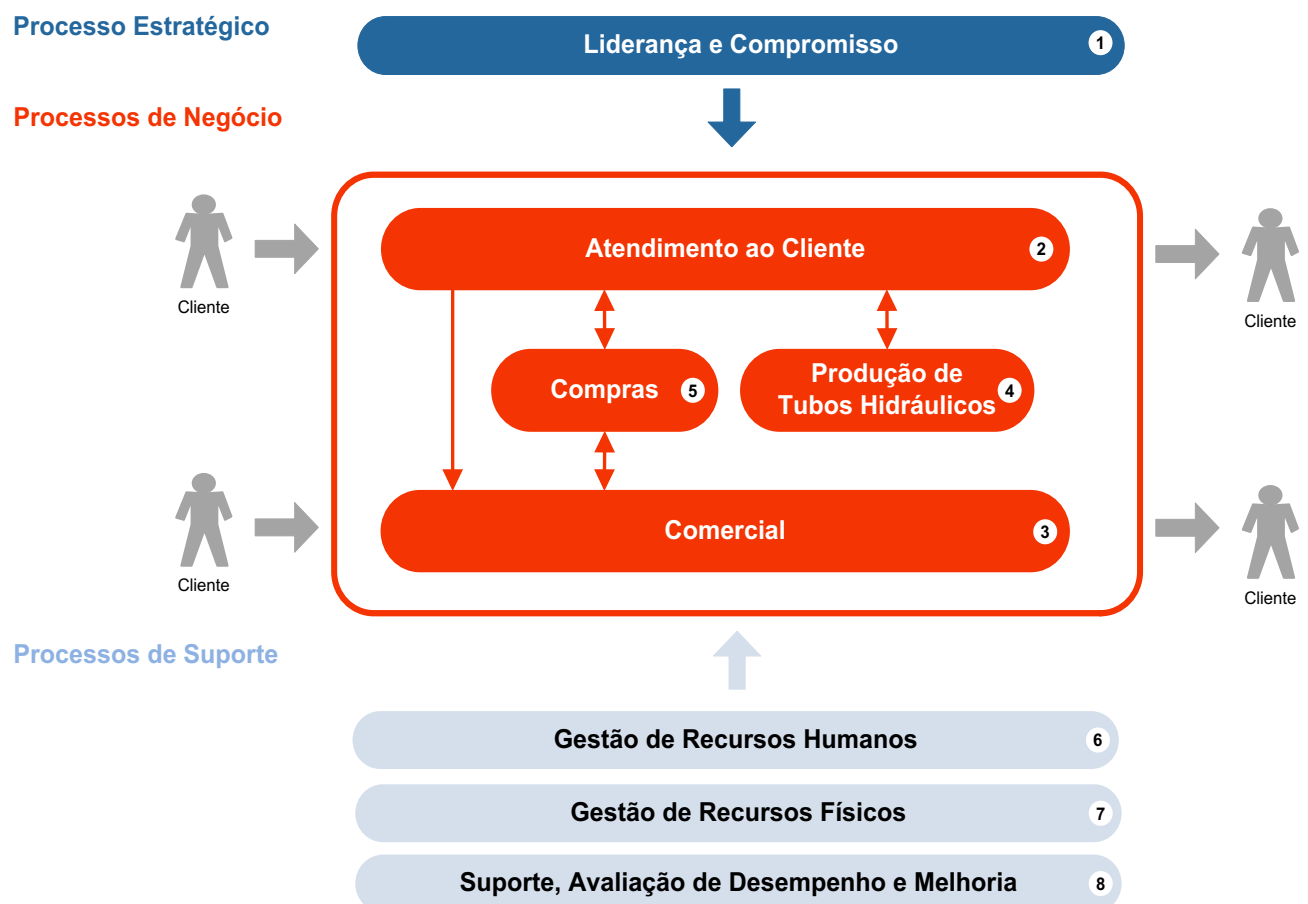 Processo Estratégico
Liderança e Compromisso 1
Processos de Negócio
Atendimento ao Cliente 2
Cliente
Cliente
Compras 5
Produção de
Tubos Hidráulicos 4
Comercial 3
Cliente
Cliente
Processos de Suporte
Gestão de Recursos Humanos 6
Gestão de Recursos Físicos 7
Suporte, Avaliação de Desempenho e Melhoria 8